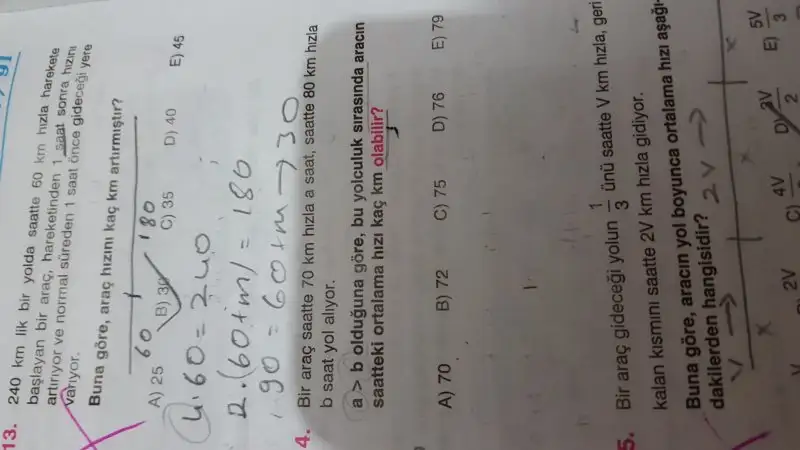 13. 240 km lik bir yolda saatte 60 km hızla harekete
başlayan bir araç, hareketinden 1 saat sonra hızını
artırıyor ve normal süreden 1 saat önce gideceği yere
varıyor.
Buna göre, araç hızını kaç km artırmıştır?
60 180
A) 25 B) 30 C) 35 D) 40 E) 45
4.60 = 240
2.(60+m) = 180
90 = 60+m → 30
4. Bir araç saatte 70 km hızla a saat, saatte 80 km hızla
b saat yol alıyor.
a > b olduğuna göre, bu yolculuk sırasında aracın
saatteki ortalama hızı kaç km olabilir?
A) 70 B) 72 C) 75 D) 76 E) 79
5. Bir araç gideceği yolun 1/3 ünü saatte V km hızla, geri
kalan kısmını saatte 2V km hızla gidiyor.
Buna göre, aracın yol boyunca ortalama hızı aşağı-
dakilerden hangisidir?
V → 2V →
x x x
2V C) 4V D) 3V/2 E) 5V/3